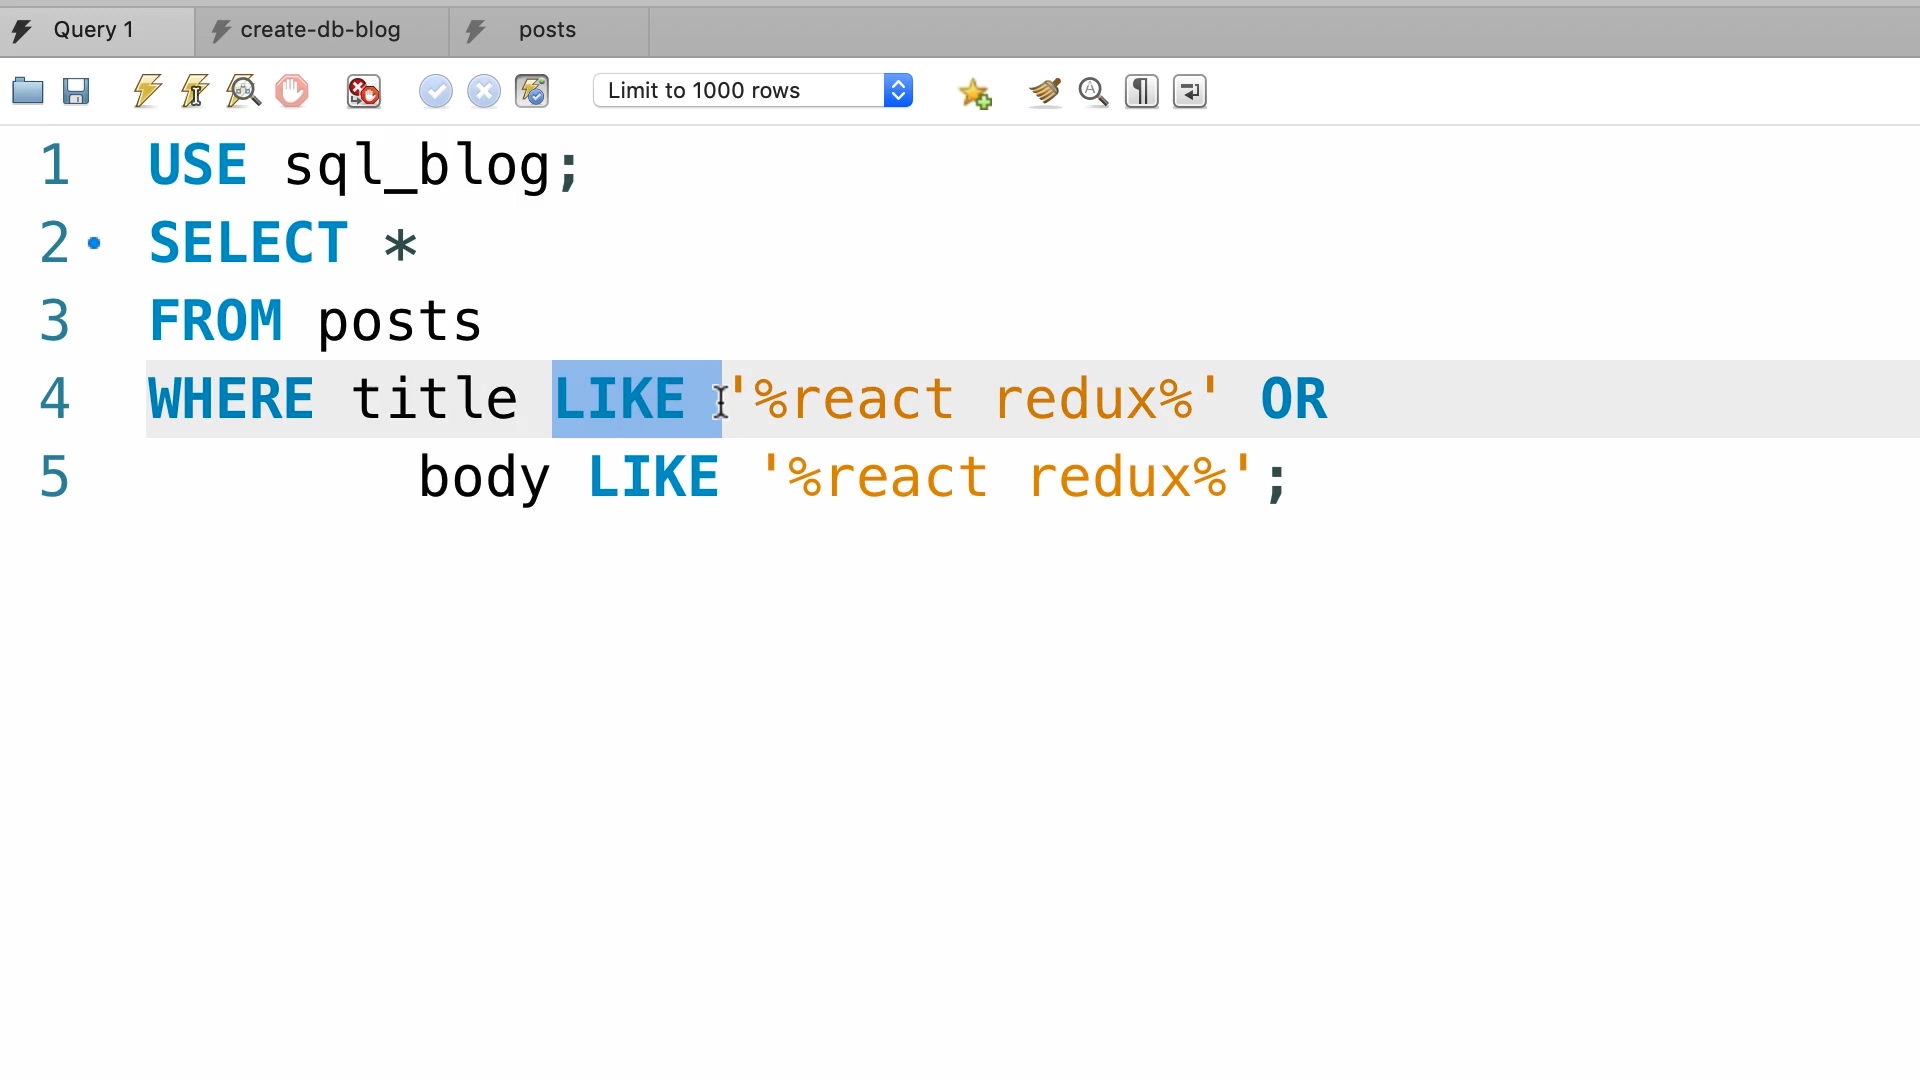 Query 1 create-db-blog posts
Limit to 1000 rows
1 USE sql_blog;
2 SELECT *
3 FROM posts
4 WHERE title LIKE '%react redux%' OR
5 body LIKE '%react redux%';